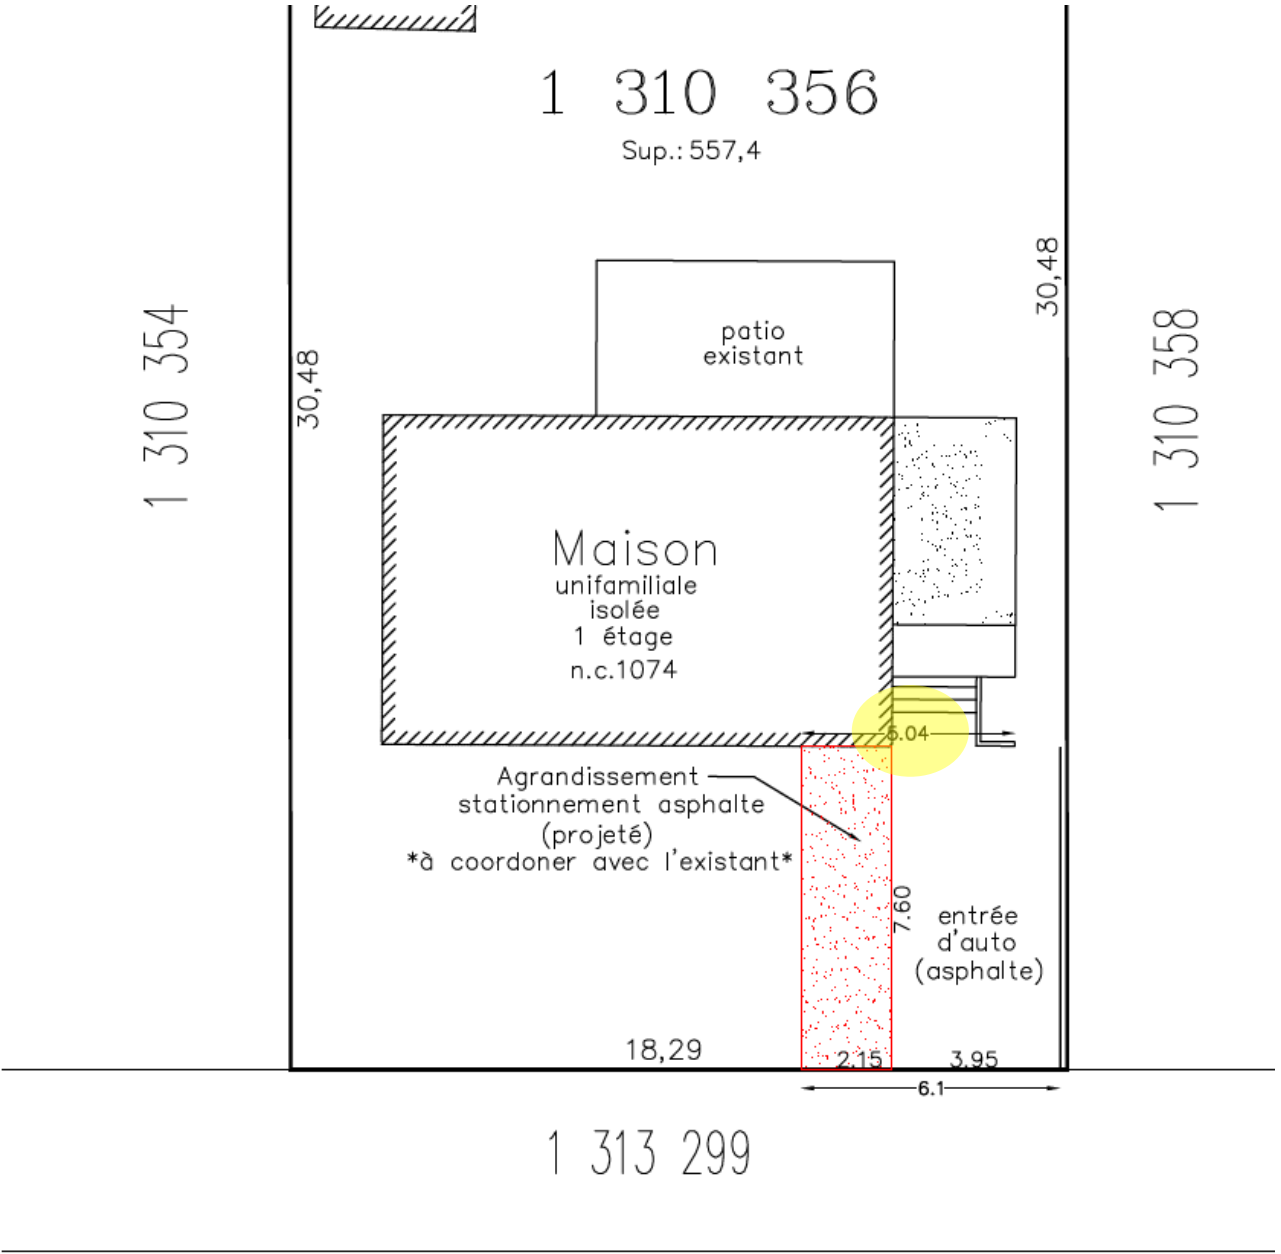 1 310 356
Sup.: 557,4
30,48
1 310 354
30,48
1 310 358
patio
existant
Maison
unifamiliale
isolée
1 étage
n.c.1074
5.04
Agrandissement
stationnement asphalte
(projeté)
*à coordoner avec l'existant*
7.60
entrée
d'auto
(asphalte)
18,29
2.15
3.95
6.1
1 313 299